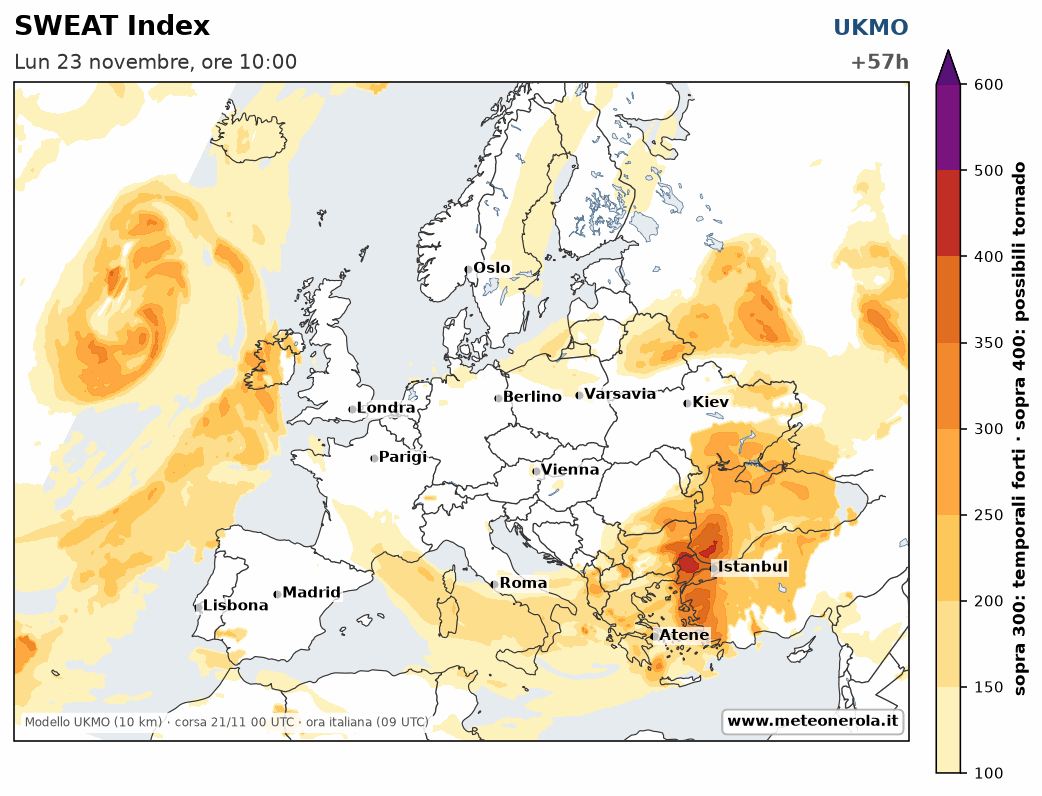 SWEAT Index
UKMO
Lun 23 novembre, ore 10:00
+57h
600
500
400
350
300
250
200
150
100
sopra 300: temporali forti · sopra 400: possibili tornado
Oslo
Londra
Berlino
Varsavia
Kiev
Parigi
Vienna
Istanbul
Roma
Madrid
Lisbona
Atene
Modello UKMO (10 km) · corsa 21/11 00 UTC · ora italiana (09 UTC)
www.meteonerola.it